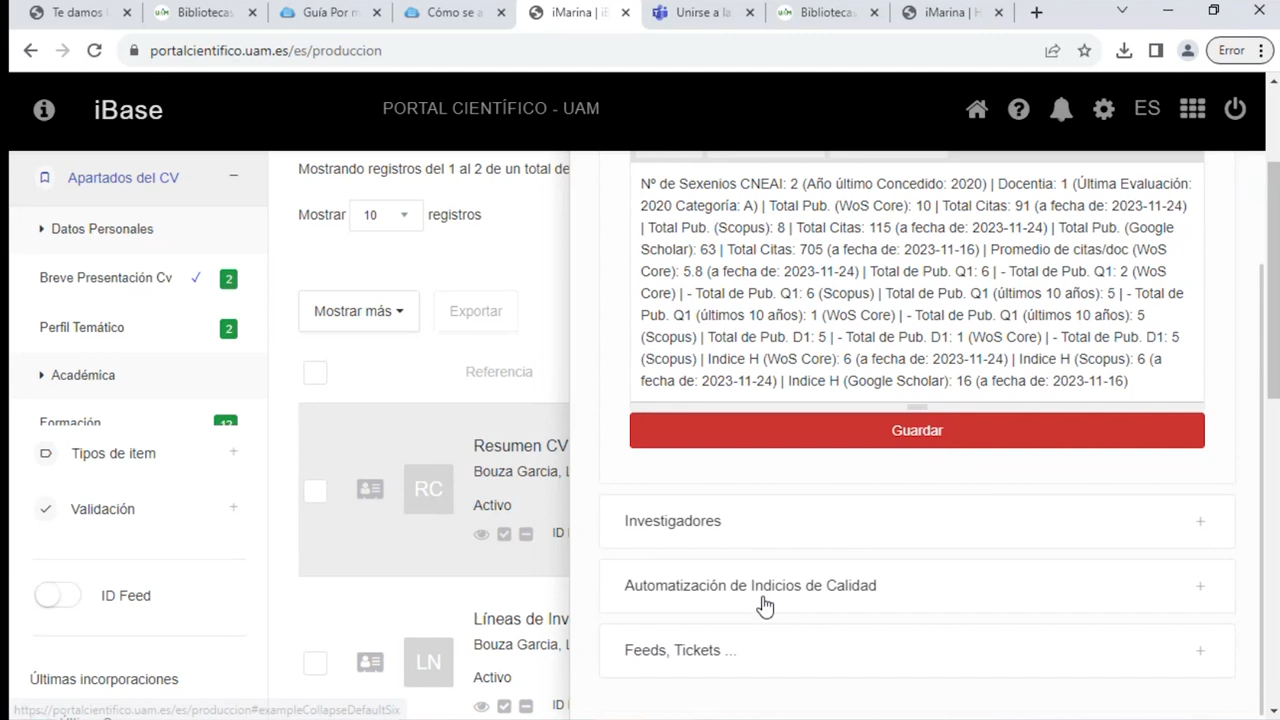 Te damos
Bibliotecas
Guía Por m
Cómo se a
iMarina | iB
Unirse a la
Bibliotecas
iMarina | H
portalcientifico.uam.es/es/produccion
Error
iBase
PORTAL CIENTÍFICO - UAM
ES
Apartados del CV
Datos Personales
Breve Presentación Cv 2
Perfil Temático 2
Académica
Formación
Tipos de item
Validación
ID Feed
Últimas incorporaciones
https://portalcientifico.uam.es/es/produccion#exampleCollapseDefaultSix
Mostrando registros del 1 al 2 de un total de
Mostrar 10 registros
Mostrar más
Exportar
Referencia
RC
Resumen CV
Bouza Garcia, L
Activo
ID
LN
Líneas de Inv
Bouza Garcia, L
Activo
ID
Nº de Sexenios CNEAI: 2 (Año último Concedido: 2020) | Docentia: 1 (Última Evaluación:
2020 Categoría: A) | Total Pub. (WoS Core): 10 | Total Citas: 91 (a fecha de: 2023-11-24)
| Total Pub. (Scopus): 8 | Total Citas: 115 (a fecha de: 2023-11-24) | Total Pub. (Google
Scholar): 63 | Total Citas: 705 (a fecha de: 2023-11-16) | Promedio de citas/doc (WoS
Core): 5.8 (a fecha de: 2023-11-24) | Total de Pub. Q1: 6 | - Total de Pub. Q1: 2 (WoS
Core) | - Total de Pub. Q1: 6 (Scopus) | Total de Pub. Q1 (últimos 10 años): 5 | - Total de
Pub. Q1 (últimos 10 años): 1 (WoS Core) | - Total de Pub. Q1 (últimos 10 años): 5
(Scopus) | Total de Pub. D1: 5 | - Total de Pub. D1: 1 (WoS Core) | - Total de Pub. D1: 5
(Scopus) | Indice H (WoS Core): 6 (a fecha de: 2023-11-24) | Indice H (Scopus): 6 (a
fecha de: 2023-11-24) | Indice H (Google Scholar): 16 (a fecha de: 2023-11-16)
Guardar
Investigadores
Automatización de Indicios de Calidad
Feeds, Tickets ...